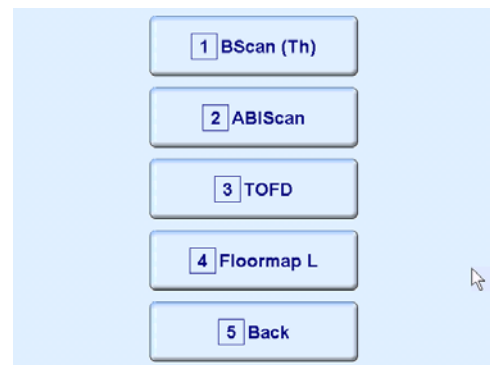 1 BScan (Th)
2 ABIScan
3 TOFD
4 Floormap L
5 Back